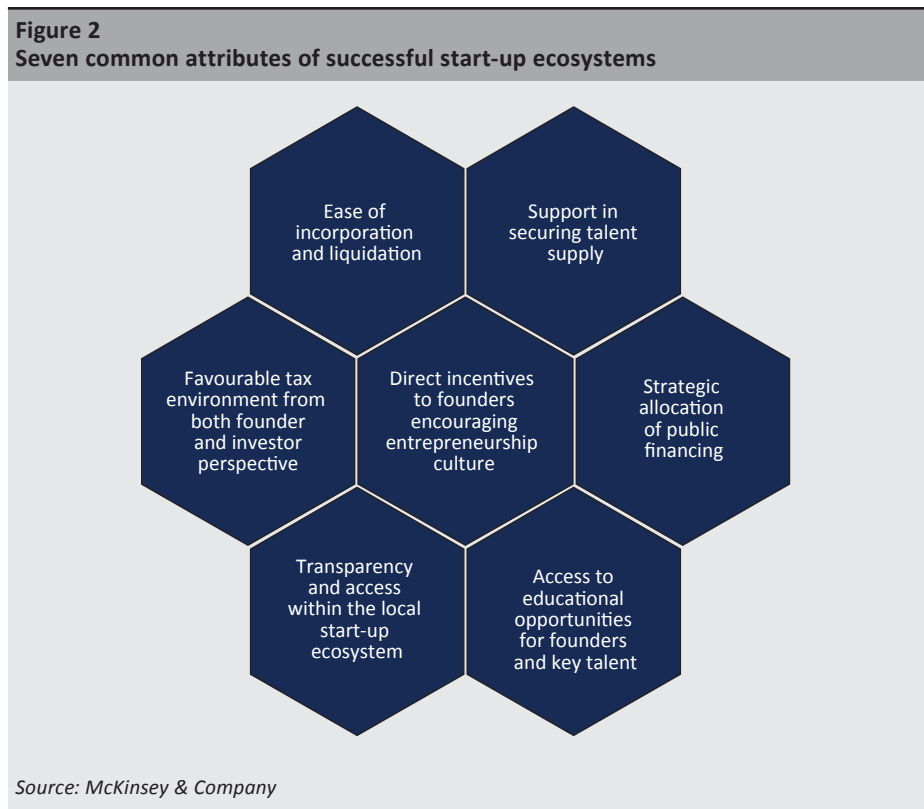 Figure 2
Seven common attributes of successful start-up ecosystems
Ease of
incorporation
and liquidation
Support in
securing talent
supply
Favourable tax
environment from
both founder
and investor
perspective
Direct incentives
to founders
encouraging
entrepreneurship
culture
Strategic
allocation
of public
financing
Transparency
and access
within the local
start-up
ecosystem
Access to
educational
opportunities
for founders
and key talent
Source: McKinsey & Company